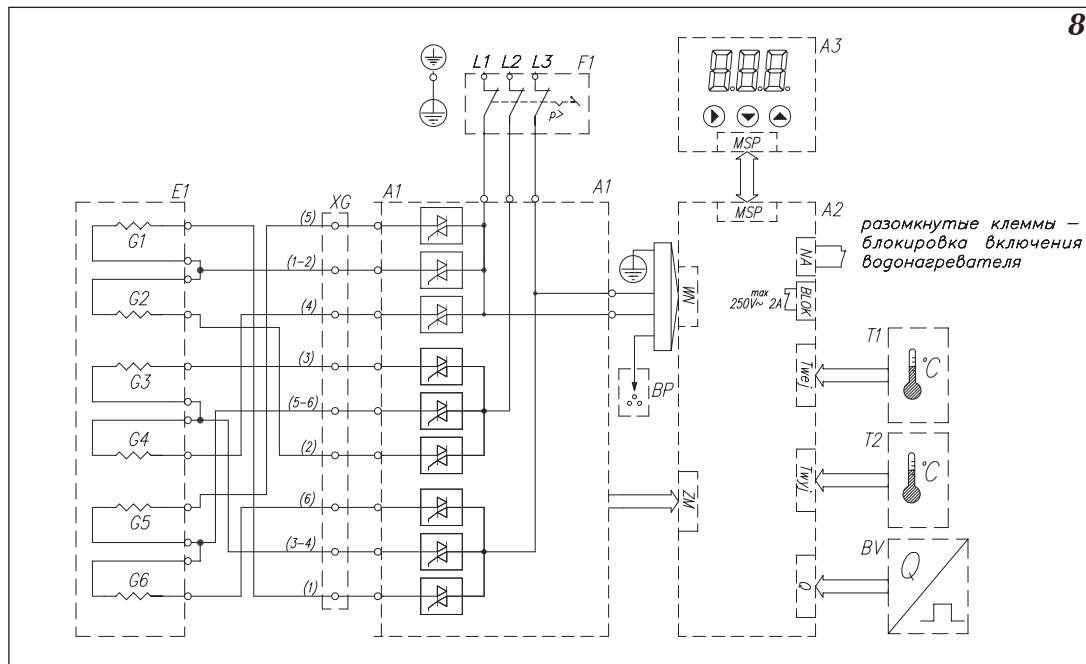 8
L1 L2 L3
F1
p>
A3
MSP
MSP
E1
XG
A1
A1
A2
G1
G2
G3
G4
G5
G6
(5)
(1-2)
(4)
(3)
(5-6)
(2)
(6)
(3-4)
(1)
WN
BP
ZM
NA
разомкнутые клеммы –
блокировка включения
водонагревателя
BLOK
max
250V~ 2A
Twej
T1
°C
Twyj
T2
°C
Q
BV
Q